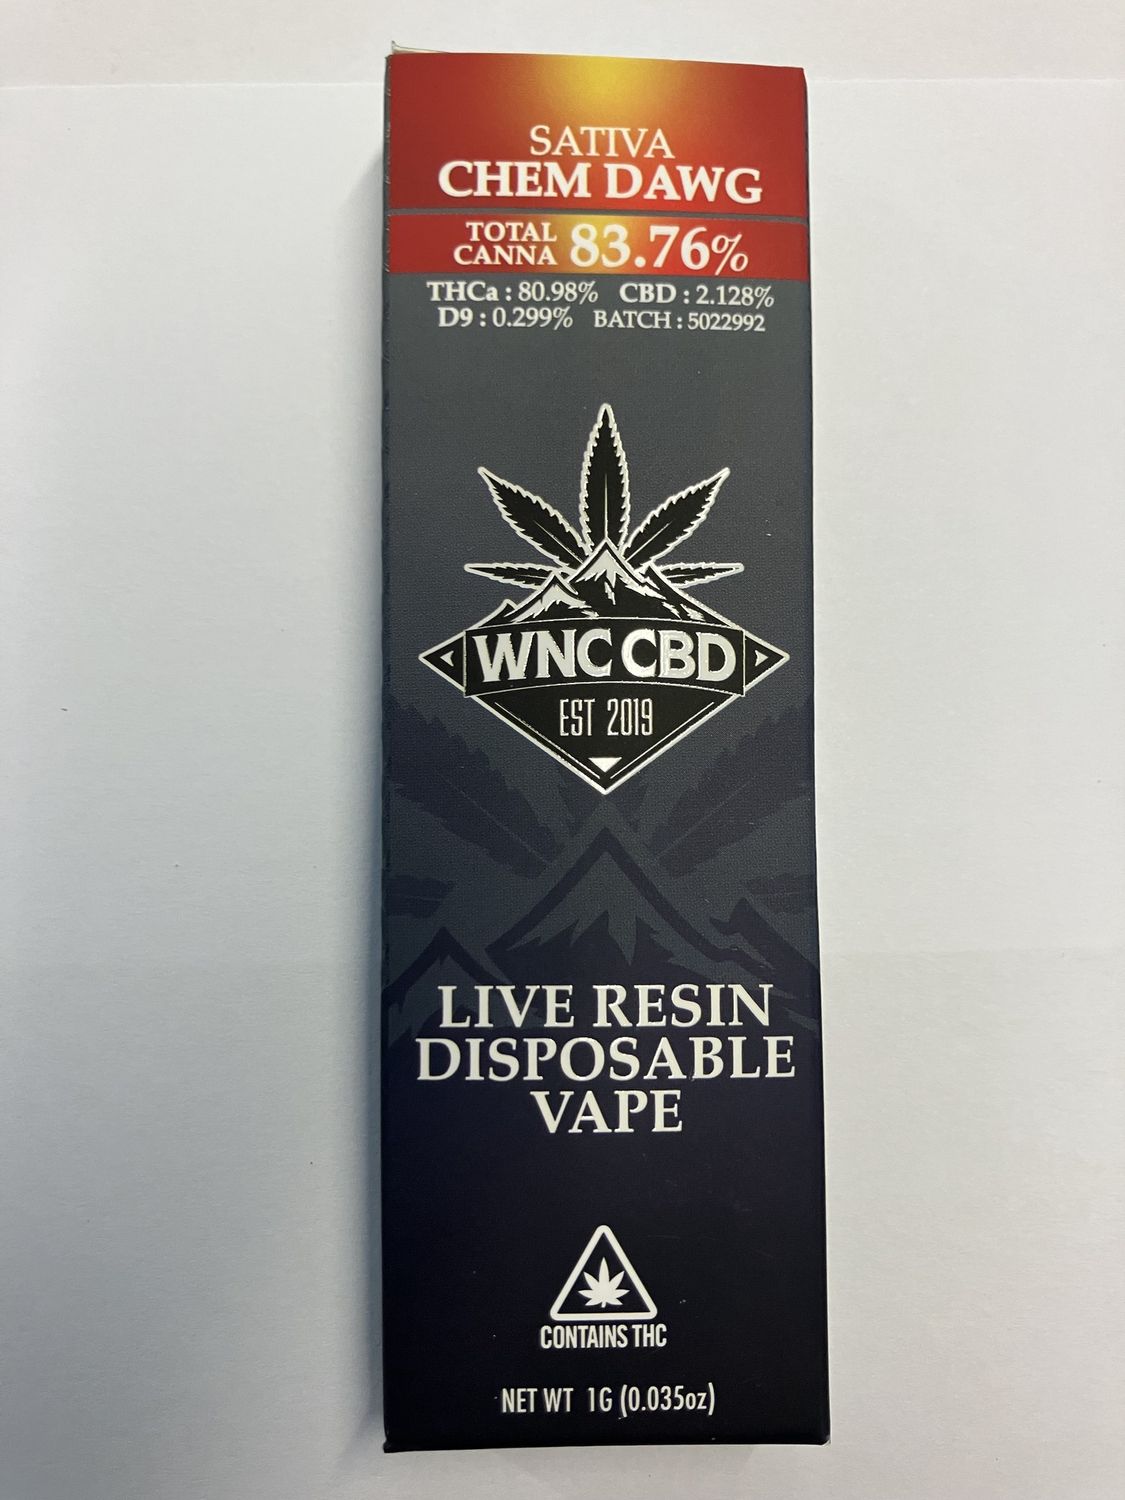 SATIVA
CHEM DAWG
TOTAL CANNA 83.76%
THCa : 80.98% CBD : 2.128%
D9 : 0.299% BATCH : 5022992
WNC CBD
EST 2019
LIVE RESIN
DISPOSABLE
VAPE
CONTAINS THC
NET WT 1G (0.035oz)